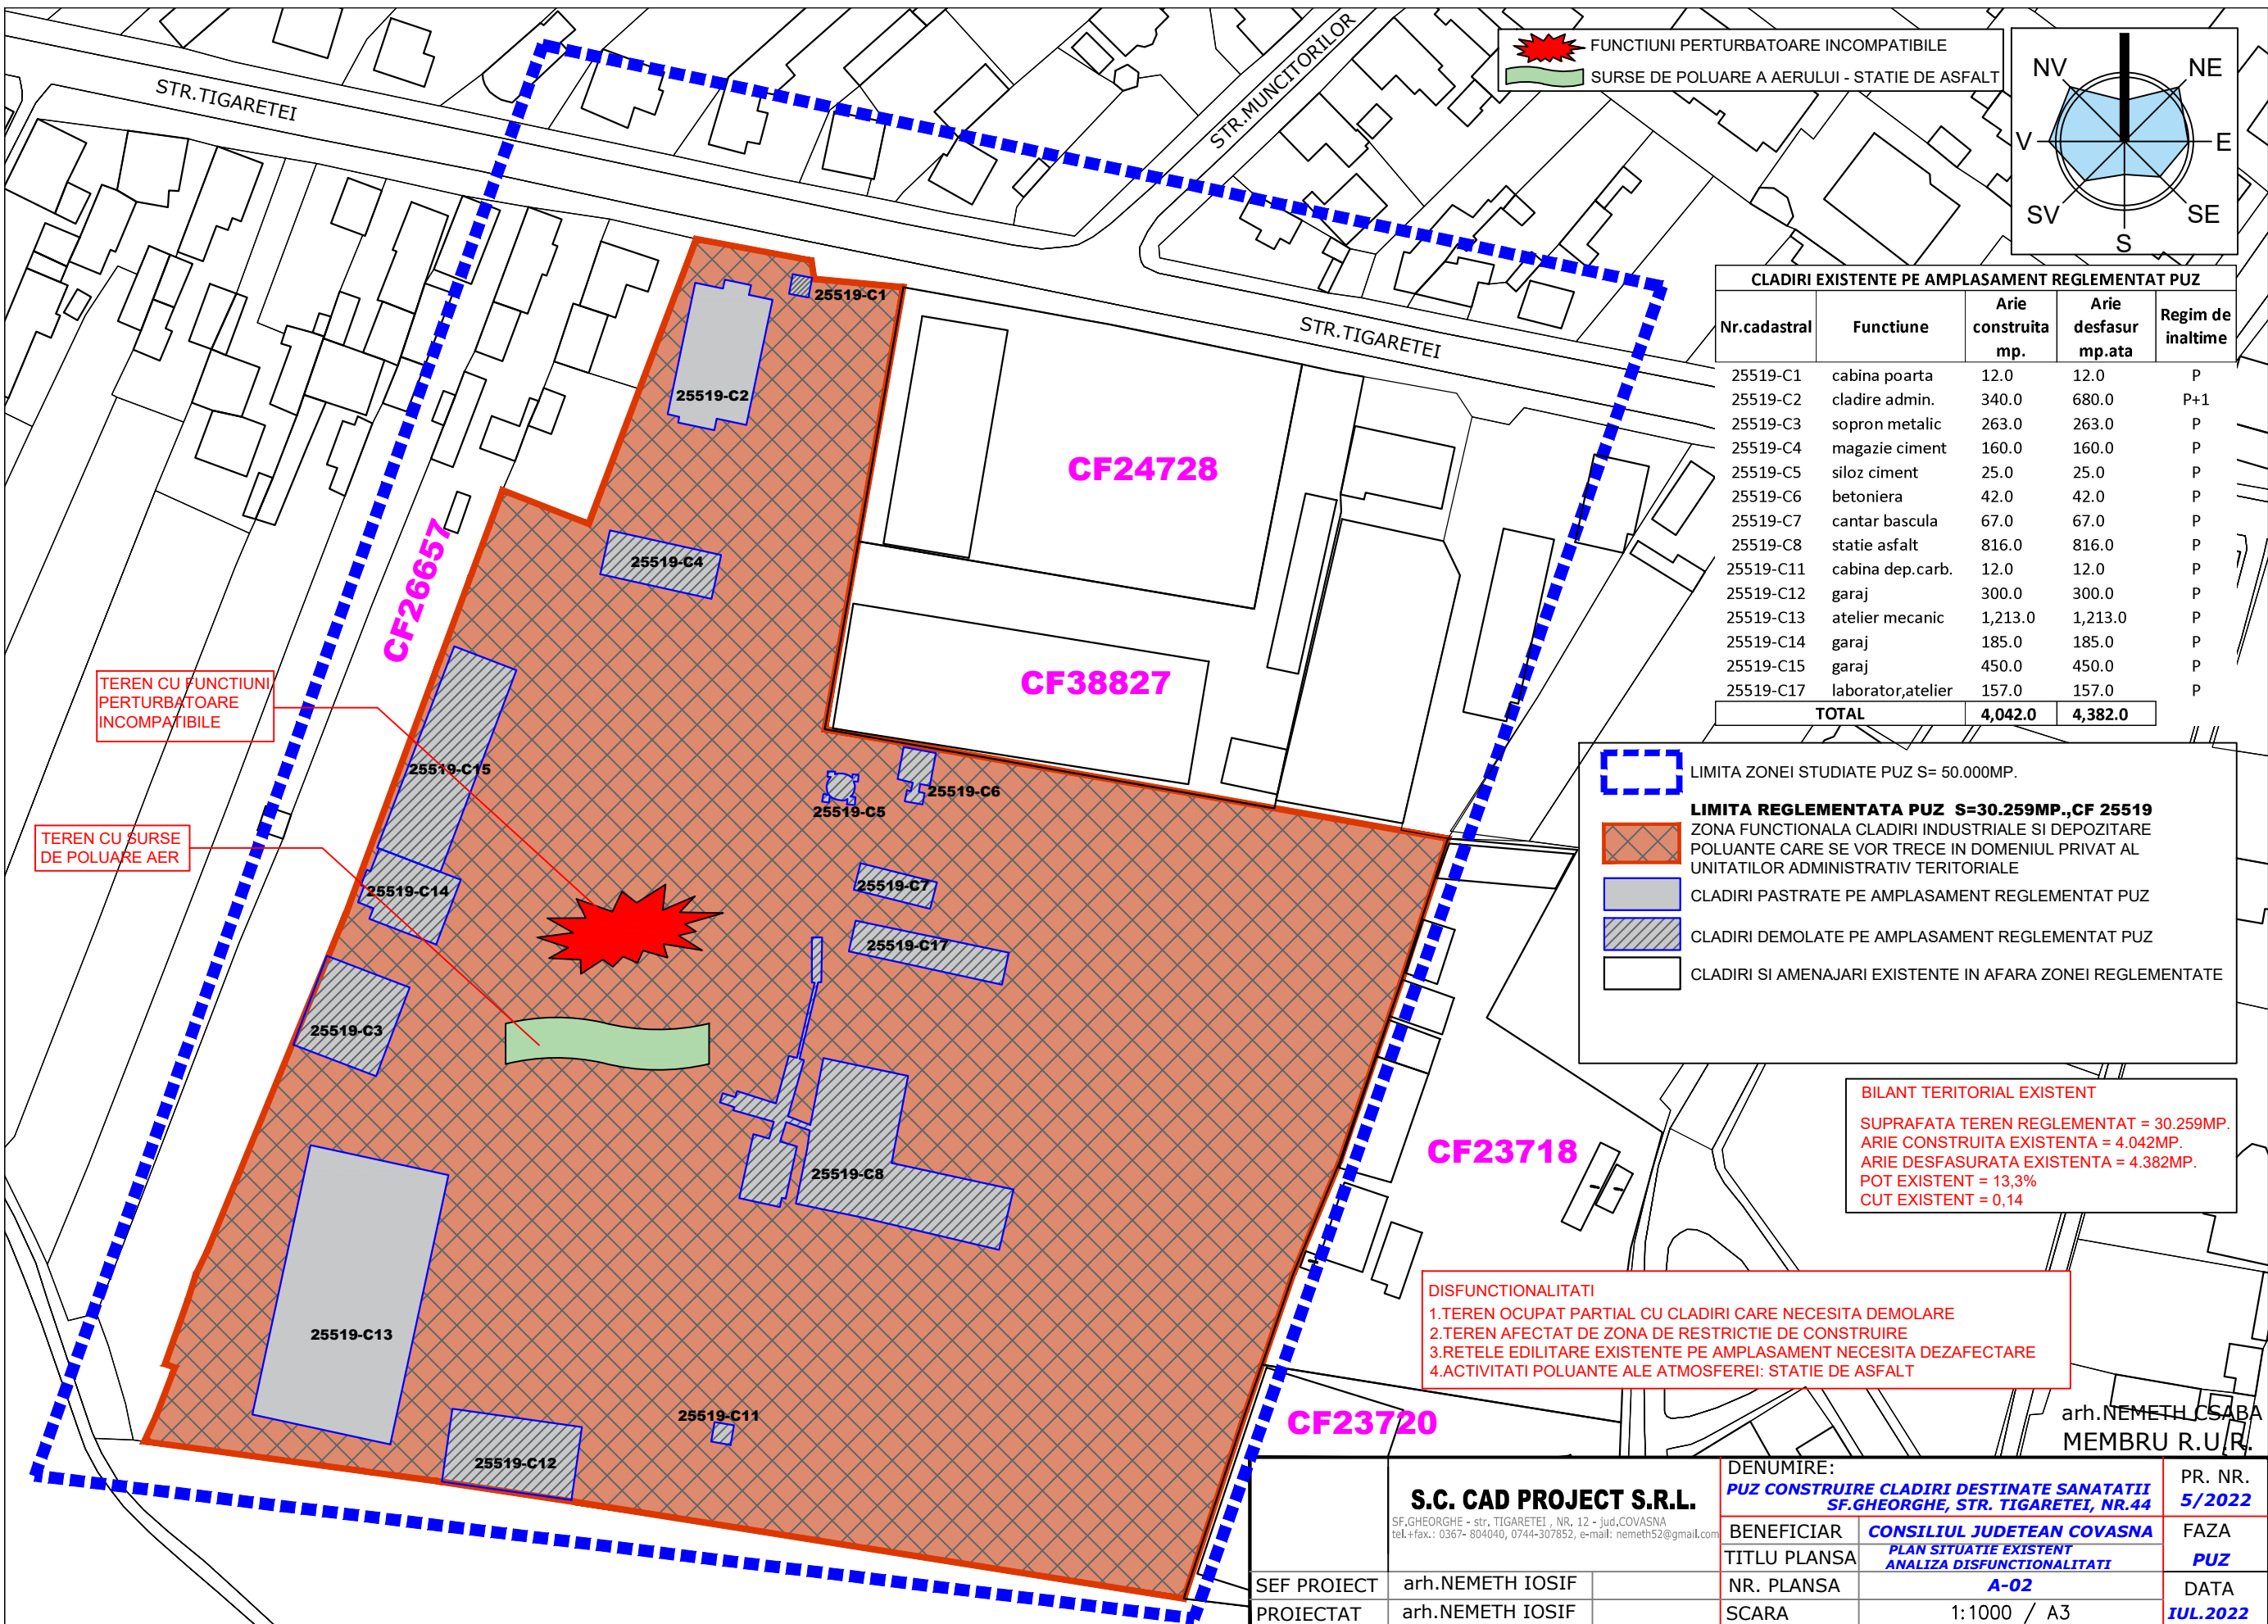 FUNCTIUNI PERTURBATOARE INCOMPATIBILE
SURSE DE POLUARE A AERULUI - STATIE DE ASFALT
NV
NE
V
E
SV
SE
S
STR.TIGARETEI
STR.MUNCITORILOR
STR.TIGARETEI
CLADIRI EXISTENTE PE AMPLASAMENT REGLEMENTAT PUZ
Nr.cadastral Functiune Arie construita mp. Arie desfasur mp.ata Regim de inaltime
25519-C1 cabina poarta 12.0 12.0 P
25519-C2 cladire admin. 340.0 680.0 P+1
25519-C3 sopron metalic 263.0 263.0 P
25519-C4 magazie ciment 160.0 160.0 P
25519-C5 siloz ciment 25.0 25.0 P
25519-C6 betoniera 42.0 42.0 P
25519-C7 cantar bascula 67.0 67.0 P
25519-C8 statie asfalt 816.0 816.0 P
25519-C11 cabina dep.carb. 12.0 12.0 P
25519-C12 garaj 300.0 300.0 P
25519-C13 atelier mecanic 1,213.0 1,213.0 P
25519-C14 garaj 185.0 185.0 P
25519-C15 garaj 450.0 450.0 P
25519-C17 laborator,atelier 157.0 157.0 P
TOTAL 4,042.0 4,382.0
25519-C1
25519-C2
25519-C4
CF24728
CF38827
CF26657
TEREN CU FUNCTIUNI
PERTURBATOARE
INCOMPATIBILE
TEREN CU SURSE
DE POLUARE AER
25519-C15
25519-C5
25519-C6
25519-C14
25519-C7
25519-C17
25519-C3
25519-C8
25519-C13
25519-C11
25519-C12
CF23718
CF23720
LIMITA ZONEI STUDIATE PUZ S= 50.000MP.
LIMITA REGLEMENTATA PUZ S=30.259MP.,CF 25519
ZONA FUNCTIONALA CLADIRI INDUSTRIALE SI DEPOZITARE
POLUANTE CARE SE VOR TRECE IN DOMENIUL PRIVAT AL
UNITATILOR ADMINISTRATIV TERITORIALE
CLADIRI PASTRATE PE AMPLASAMENT REGLEMENTAT PUZ
CLADIRI DEMOLATE PE AMPLASAMENT REGLEMENTAT PUZ
CLADIRI SI AMENAJARI EXISTENTE IN AFARA ZONEI REGLEMENTATE
BILANT TERITORIAL EXISTENT
SUPRAFATA TEREN REGLEMENTAT = 30.259MP.
ARIE CONSTRUITA EXISTENTA = 4.042MP.
ARIE DESFASURATA EXISTENTA = 4.382MP.
POT EXISTENT = 13,3%
CUT EXISTENT = 0,14
DISFUNCTIONALITATI
1.TEREN OCUPAT PARTIAL CU CLADIRI CARE NECESITA DEMOLARE
2.TEREN AFECTAT DE ZONA DE RESTRICTIE DE CONSTRUIRE
3.RETELE EDILITARE EXISTENTE PE AMPLASAMENT NECESITA DEZAFECTARE
4.ACTIVITATI POLUANTE ALE ATMOSFEREI: STATIE DE ASFALT
arh.NEMETH CSABA
MEMBRU R.U.R.
S.C. CAD PROJECT S.R.L.
SF.GHEORGHE - str. TIGARETEI , NR. 12 - jud.COVASNA
tel.+fax.: 0367- 804040, 0744-307852, e-mail: nemeth52@gmail.com
SEF PROIECT arh.NEMETH IOSIF
PROIECTAT arh.NEMETH IOSIF
DENUMIRE:
PUZ CONSTRUIRE CLADIRI DESTINATE SANATATII
SF.GHEORGHE, STR. TIGARETEI, NR.44
PR. NR.
5/2022
BENEFICIAR CONSILIUL JUDETEAN COVASNA
FAZA
PUZ
TITLU PLANSA PLAN SITUATIE EXISTENT
ANALIZA DISFUNCTIONALITATI
NR. PLANSA A-02
DATA
IUL.2022
SCARA 1:1000 / A3